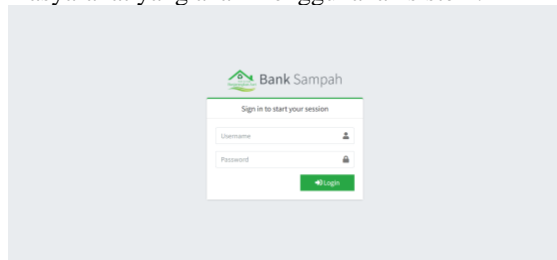 Bank Sampah
Sign in to start your session
Username
Password
Login